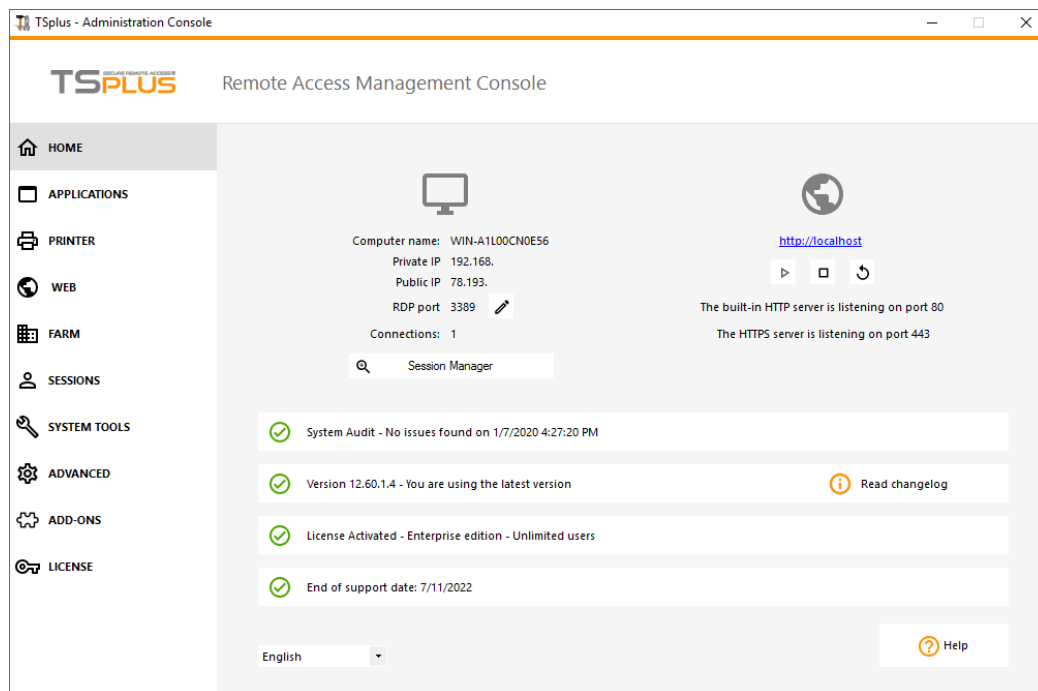 TSplus - Administration Console
TSPLUS
SECURE REMOTE ACCESS®
Remote Access Management Console
HOME
APPLICATIONS
PRINTER
WEB
FARM
SESSIONS
SYSTEM TOOLS
ADVANCED
ADD-ONS
LICENSE
Computer name: WIN-A1L00CN0E56
Private IP 192.168.
Public IP 78.193.
RDP port 3389
Connections: 1
Session Manager
http://localhost
The built-in HTTP server is listening on port 80
The HTTPS server is listening on port 443
System Audit - No issues found on 1/7/2020 4:27:20 PM
Version 12.60.1.4 - You are using the latest version
Read changelog
License Activated - Enterprise edition - Unlimited users
End of support date: 7/11/2022
English
Help